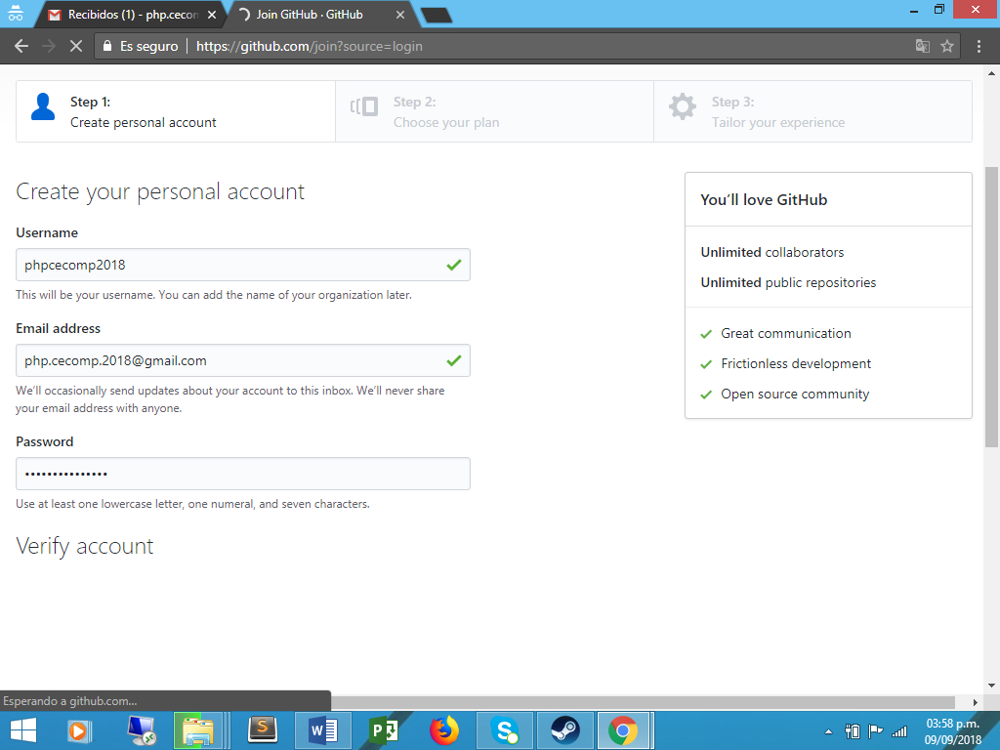 Recibidos (1) - php.cecom
Join GitHub · GitHub
Es seguro
https://github.com/join?source=login
Step 1:
Create personal account
Step 2:
Choose your plan
Step 3:
Tailor your experience
Create your personal account
Username
phpcecomp2018
This will be your username. You can add the name of your organization later.
Email address
php.cecomp.2018@gmail.com
We'll occasionally send updates about your account to this inbox. We'll never share
your email address with anyone.
Password
•••••••••••••••
Use at least one lowercase letter, one numeral, and seven characters.
Verify account
You'll love GitHub
Unlimited collaborators
Unlimited public repositories
Great communication
Frictionless development
Open source community
Esperando a github.com...
03:58 p.m.
09/09/2018